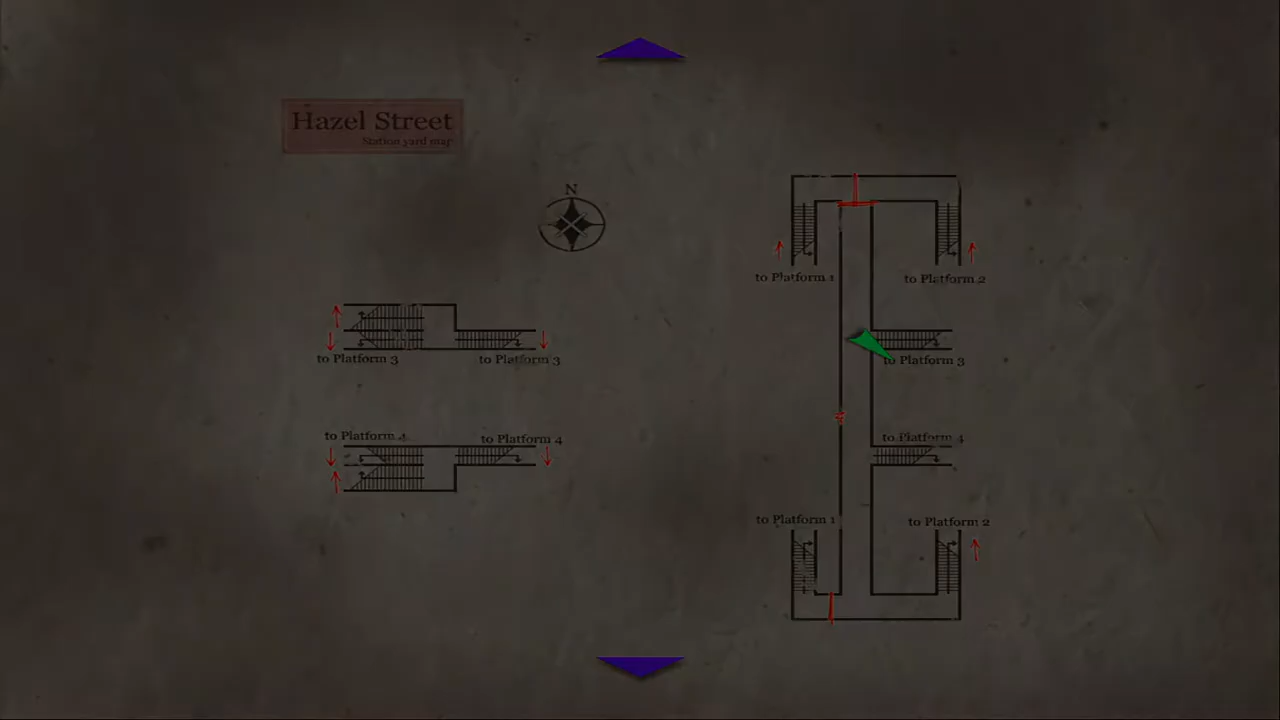 Hazel Street
Station yard map
N
to Platform 1
to Platform 2
to Platform 3
to Platform 3
to Platform 3
to Platform 4
to Platform 4
to Platform 4
to Platform 1
to Platform 2